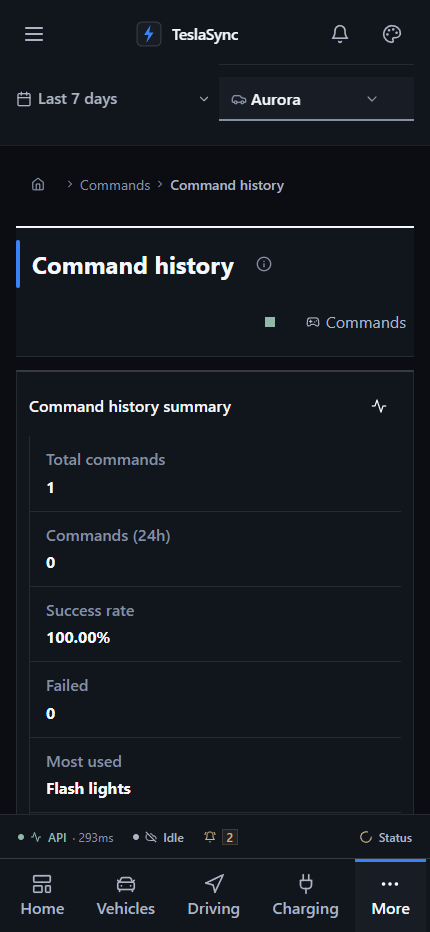 TeslaSync
Last 7 days
Aurora
Commands
Command history
Command history
Commands
Command history summary
Total commands
1
Commands (24h)
0
Success rate
100.00%
Failed
0
Most used
Flash lights
API · 293ms
Idle
2
Status
Home
Vehicles
Driving
Charging
More